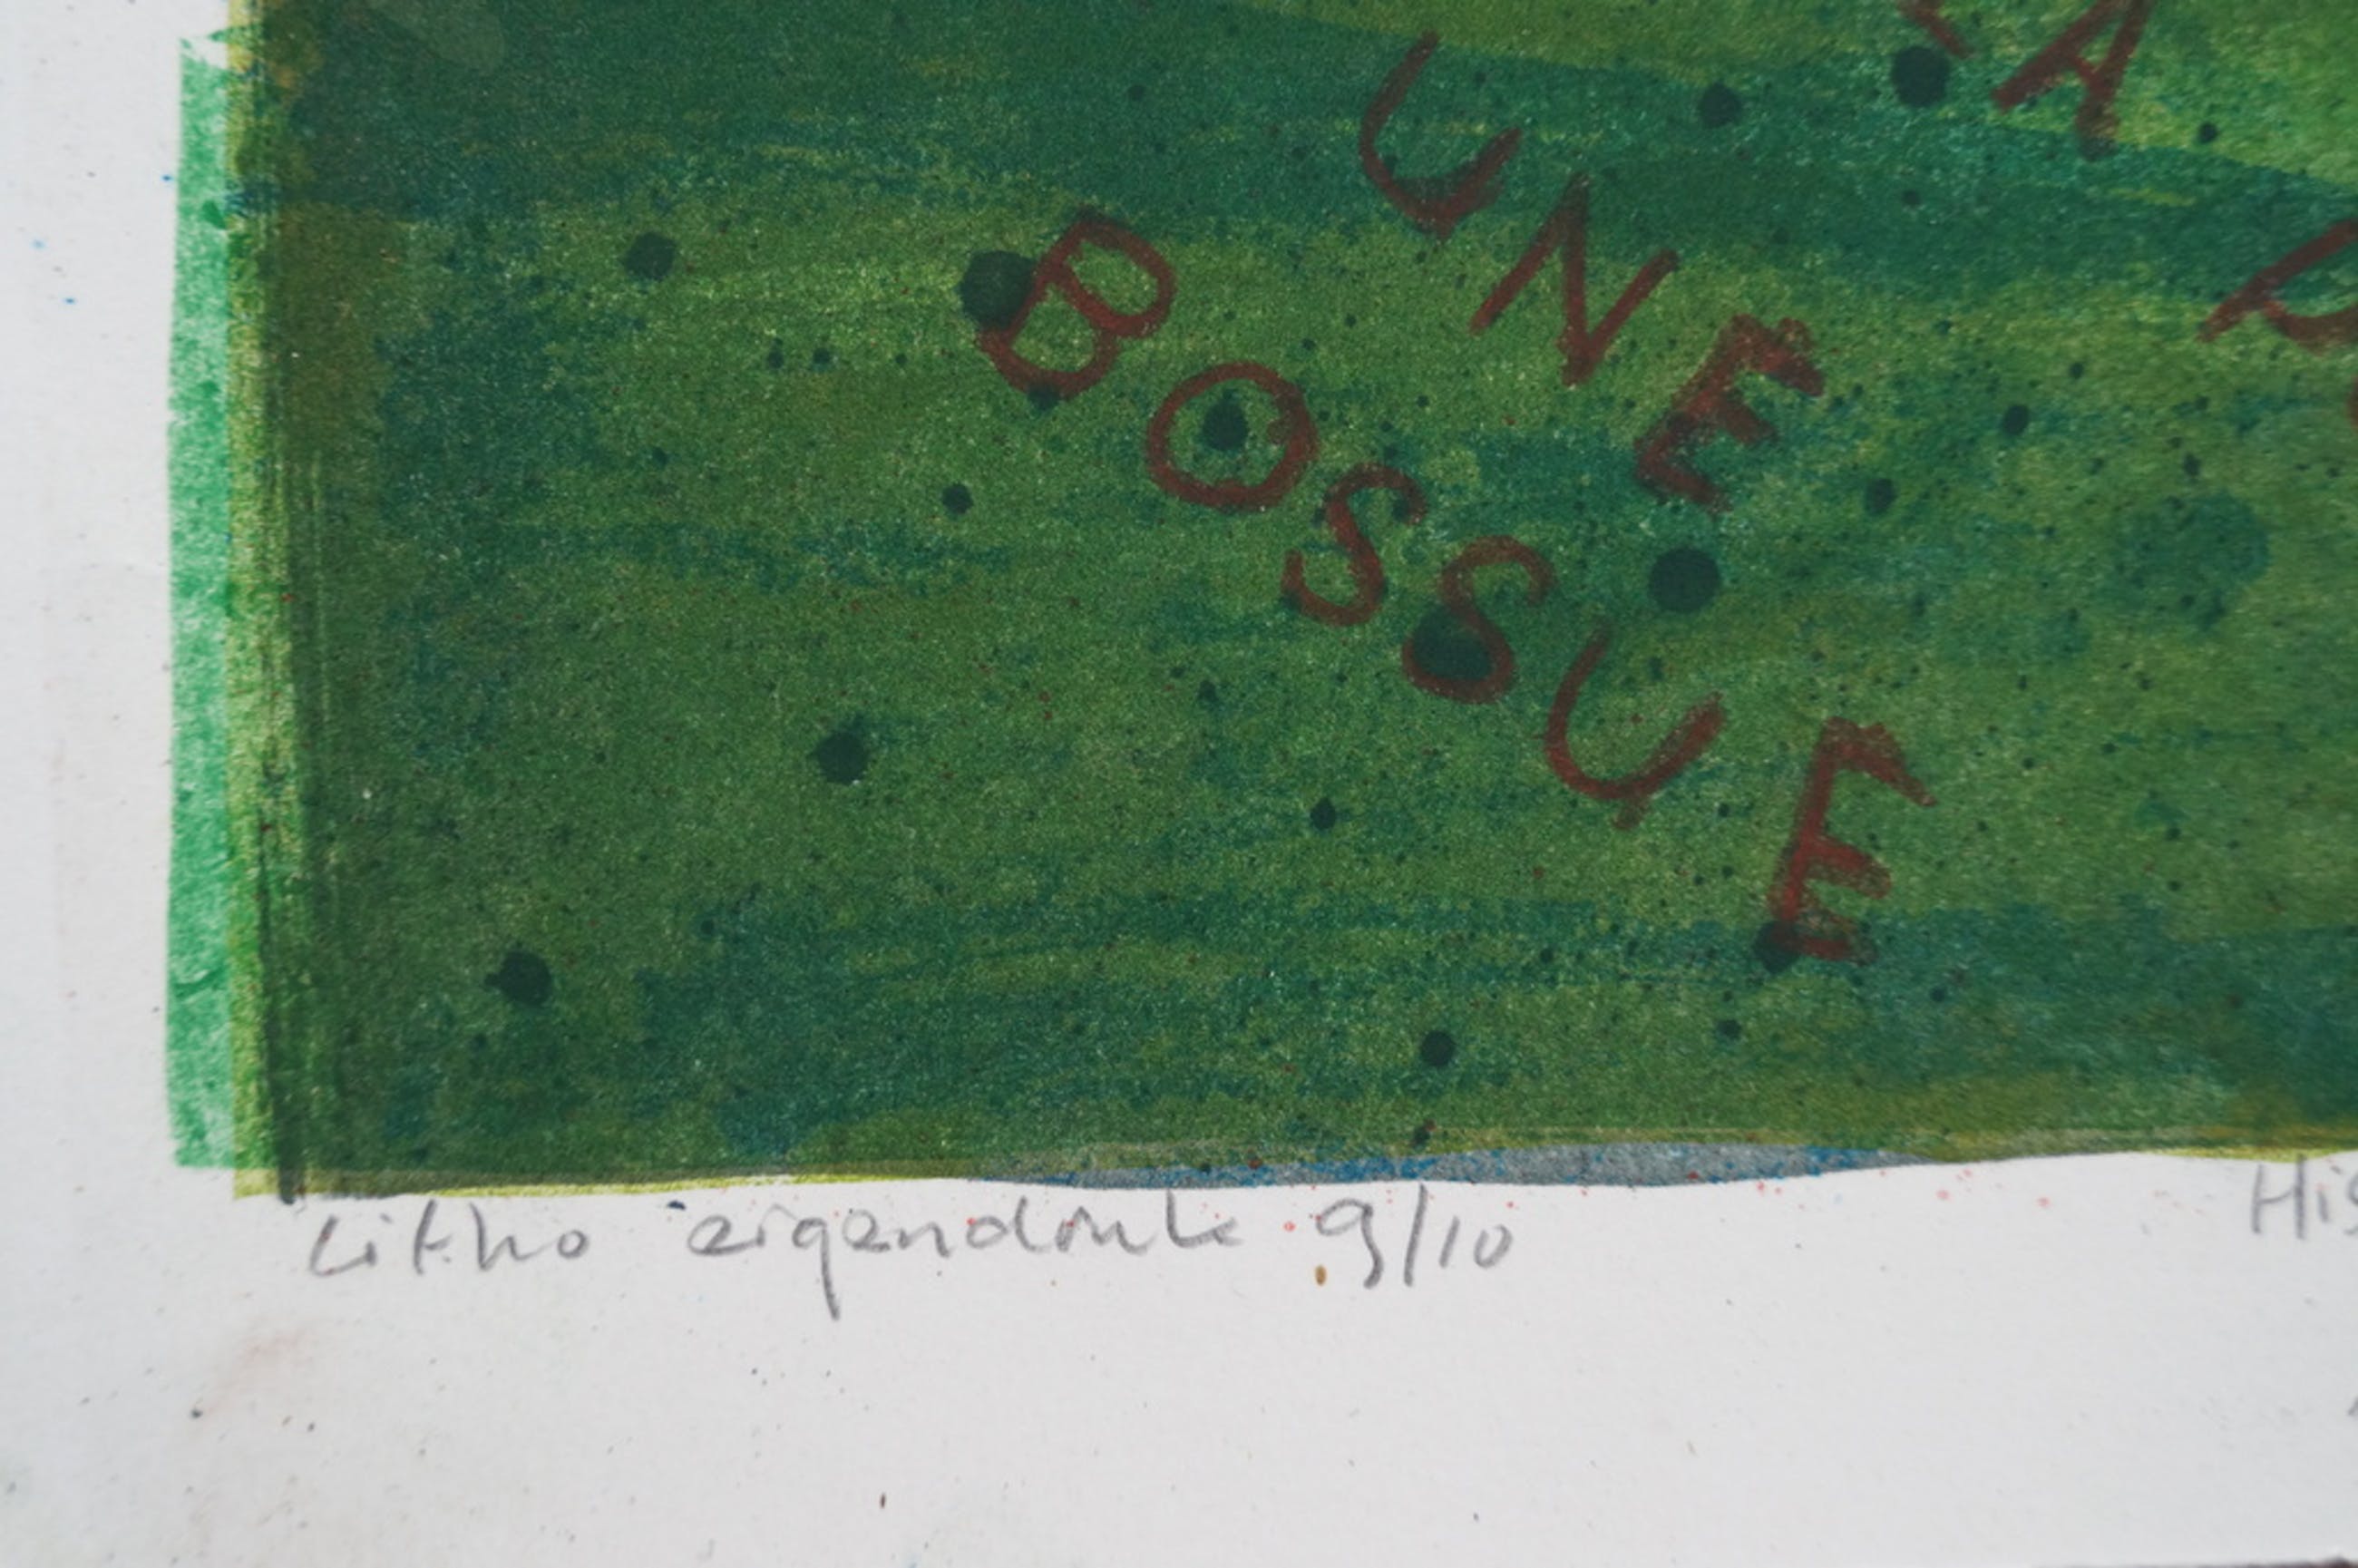 UNE
BOSSUE
Litho eigendruk 9/10